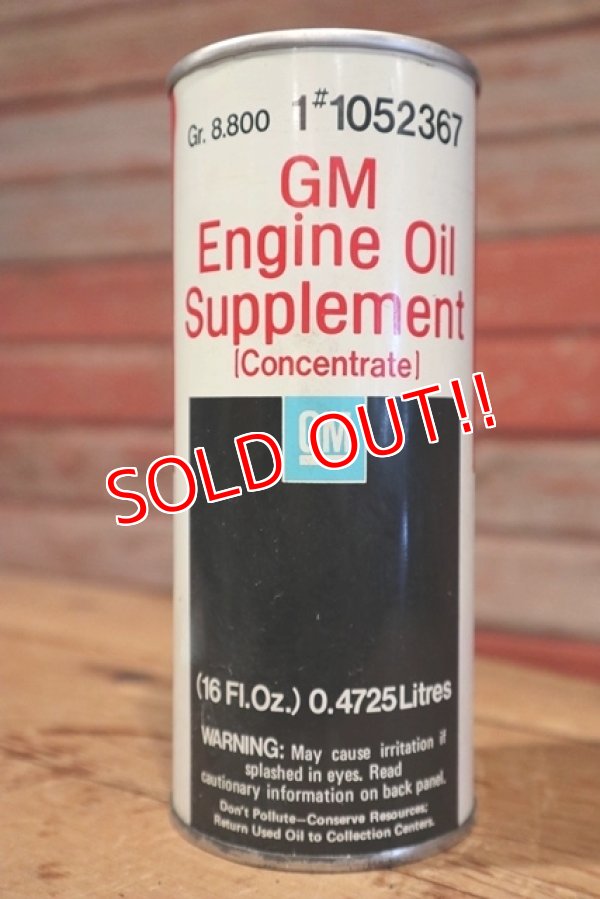 Gr. 8.800 1#1052367
GM
Engine Oil
Supplement
(Concentrate)
GM
SOLD OUT!!
(16 Fl.Oz.) 0.4725 Litres
WARNING: May cause irritation if
splashed in eyes. Read
cautionary information on back panel.
Don't Pollute—Conserve Resources;
Return Used Oil to Collection Centers.